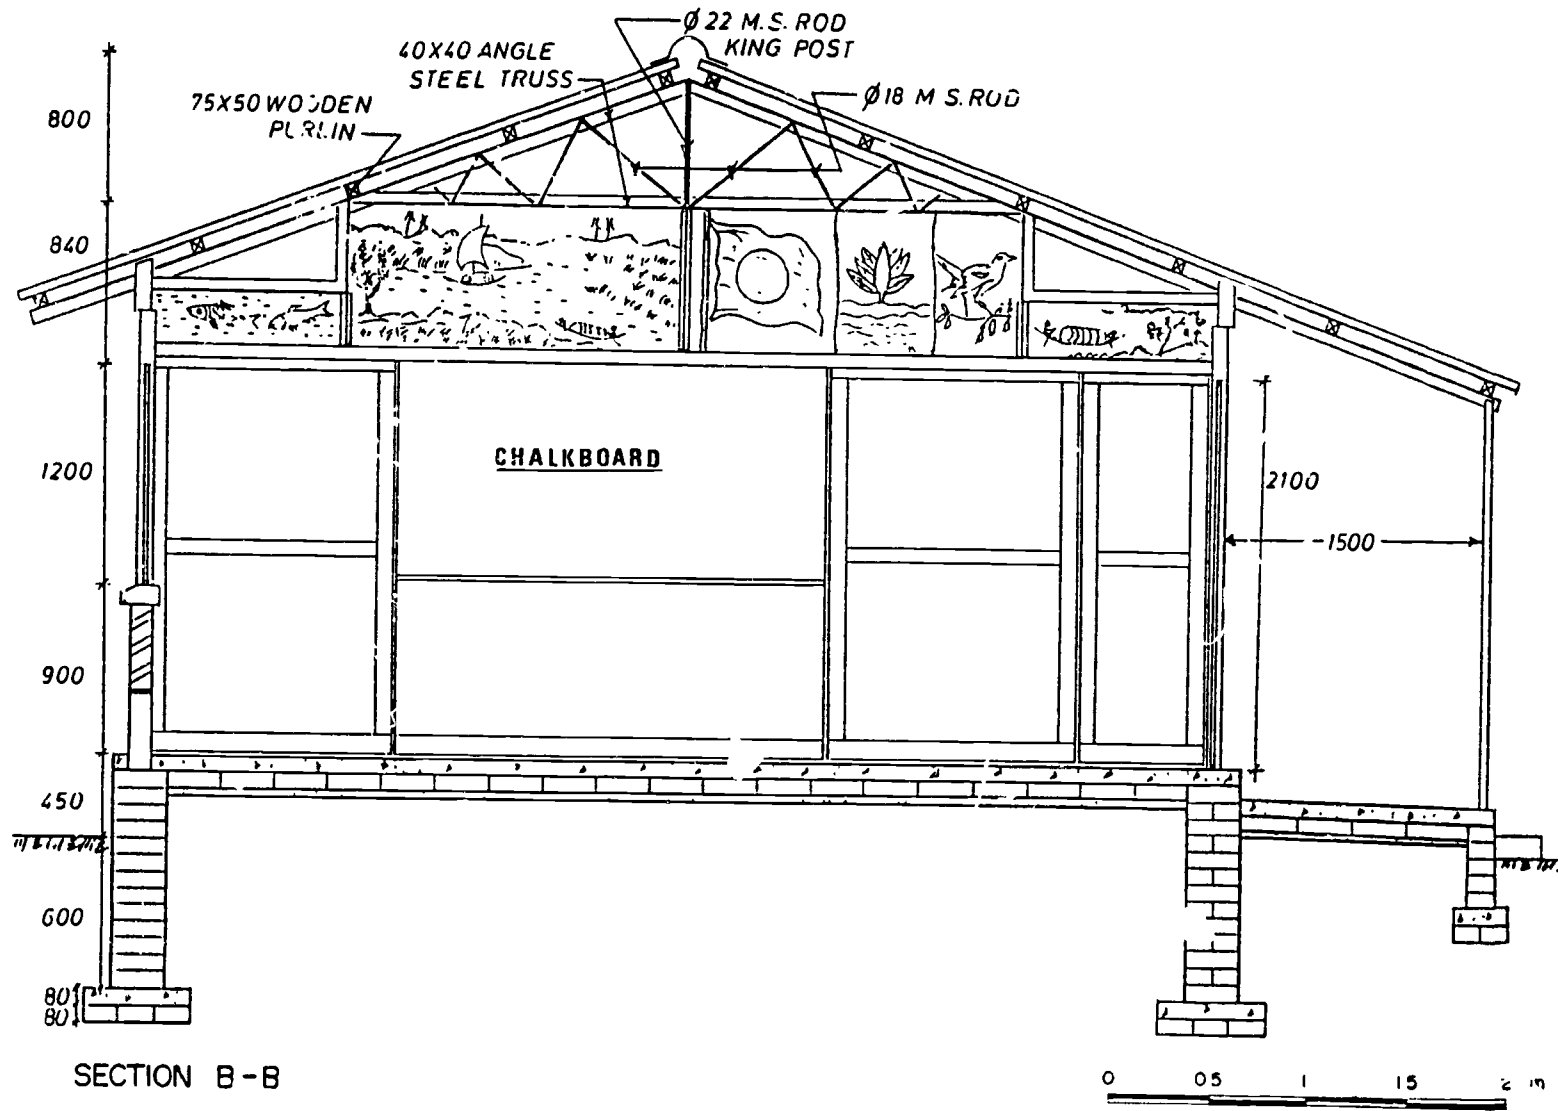 Ø 22 M.S. ROD
KING POST
40X40 ANGLE
STEEL TRUSS
75X50 WOODEN
PURLIN
Ø18 M S. ROD
800
840
1200
900
450
600
80
80
CHALKBOARD
2100
1500
SECTION B-B
0 05 1 15 2 m